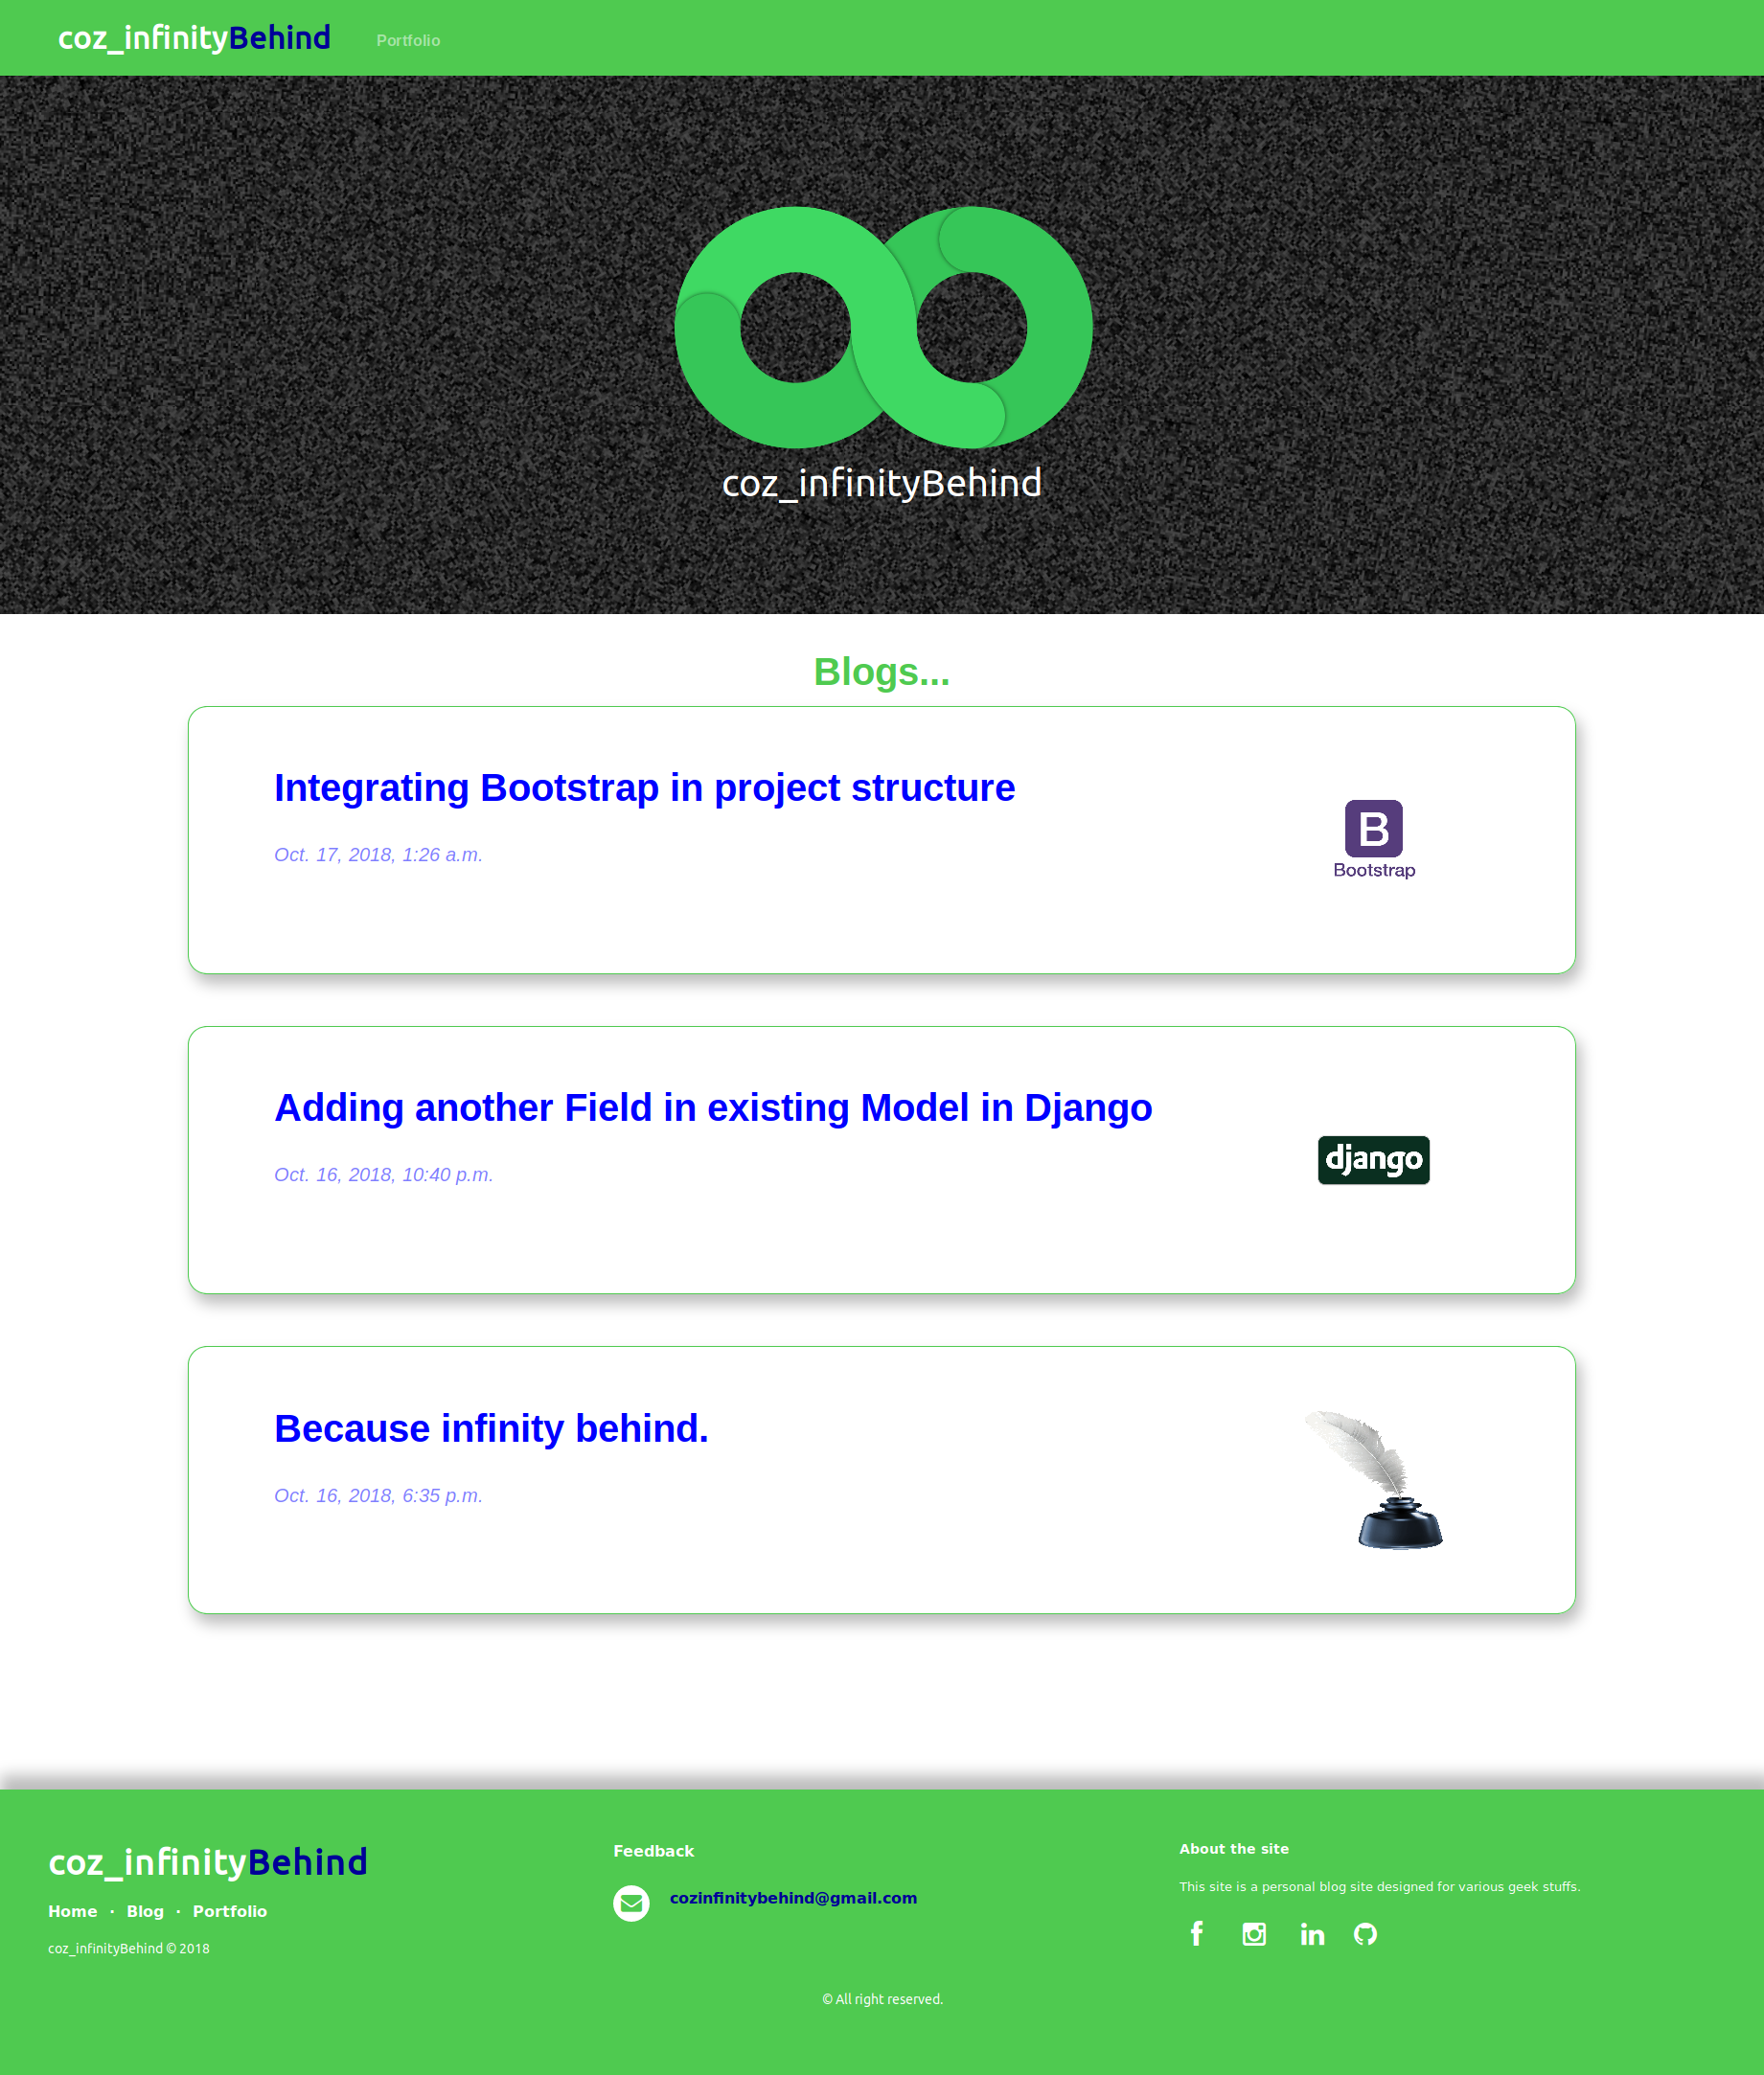 coz_infinityBehind Portfolio
coz_infinityBehind
Blogs...
Integrating Bootstrap in project structure
Oct. 17, 2018, 1:26 a.m.
B
Bootstrap
Adding another Field in existing Model in Django
Oct. 16, 2018, 10:40 p.m.
django
Because infinity behind.
Oct. 16, 2018, 6:35 p.m.
coz_infinityBehind
Home · Blog · Portfolio
coz_infinityBehind © 2018
Feedback
cozinfinitybehind@gmail.com
About the site
This site is a personal blog site designed for various geek stuffs.
© All right reserved.